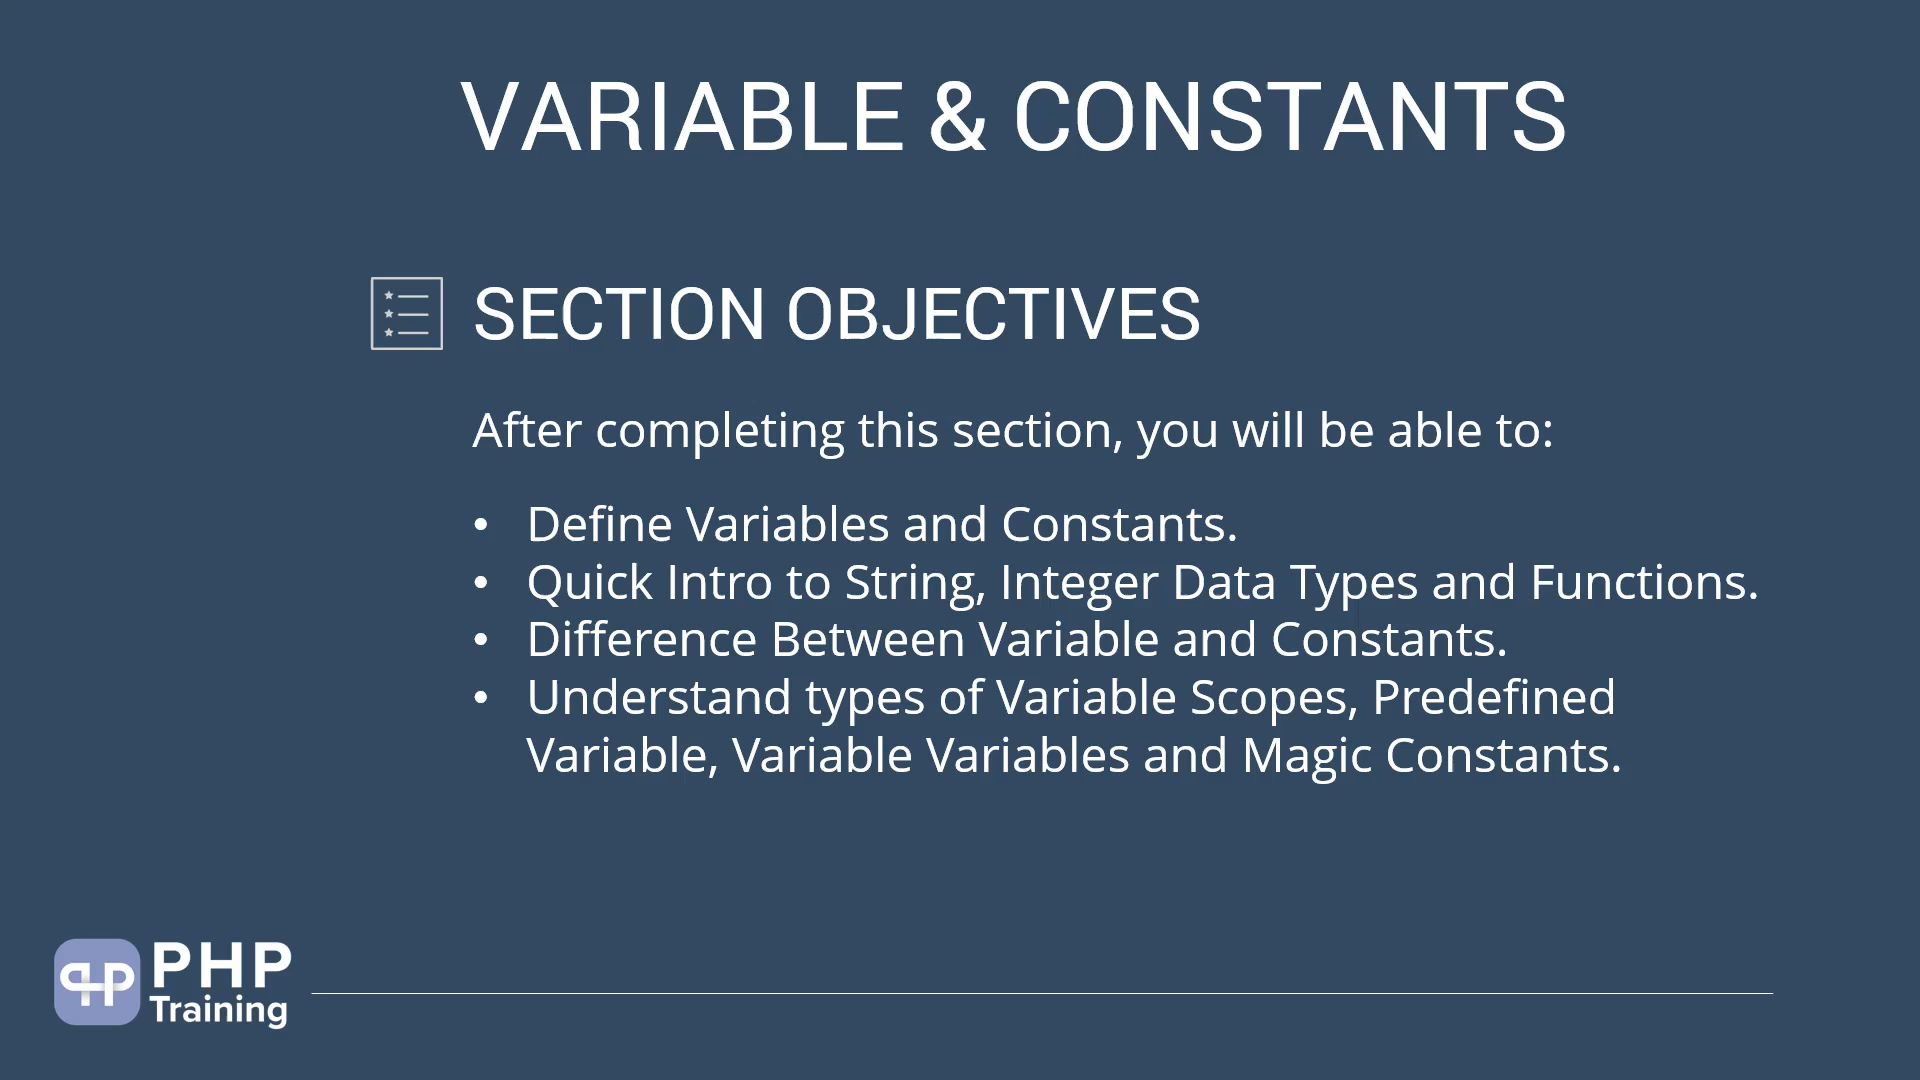 VARIABLE & CONSTANTS
SECTION OBJECTIVES
After completing this section, you will be able to:
• Define Variables and Constants.
• Quick Intro to String, Integer Data Types and Functions.
• Difference Between Variable and Constants.
• Understand types of Variable Scopes, Predefined
Variable, Variable Variables and Magic Constants.
PHP
Training